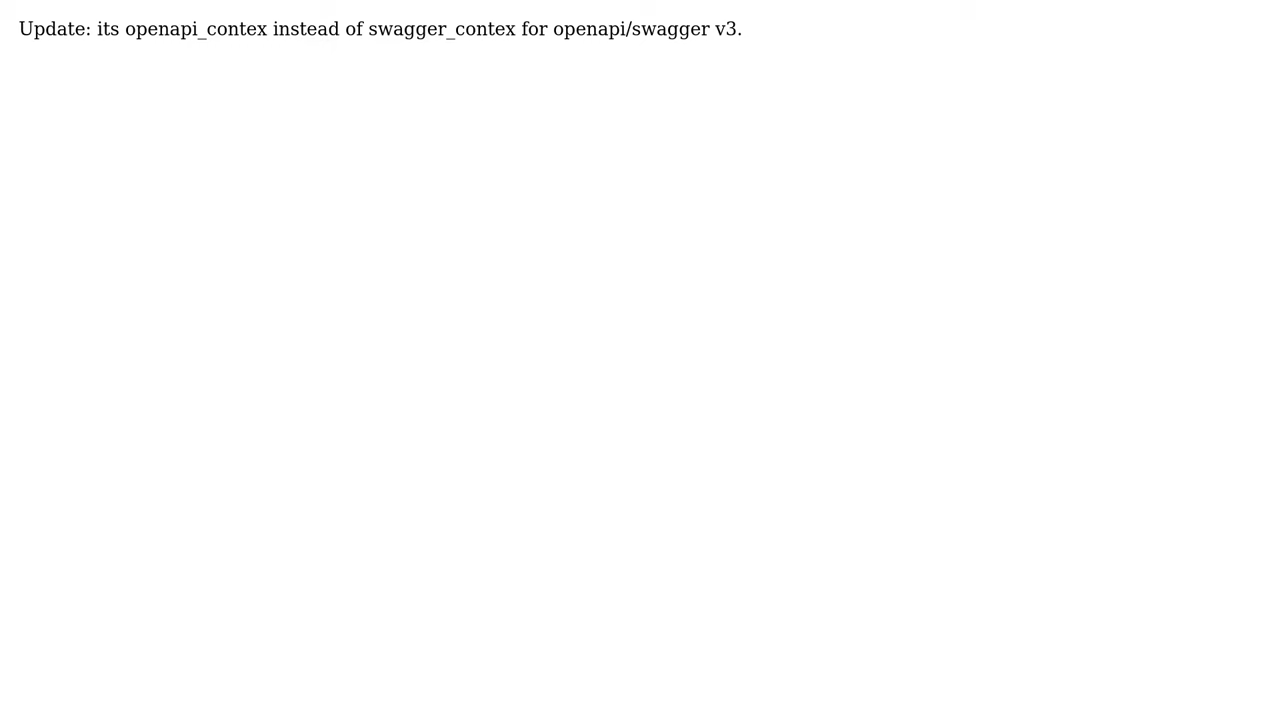 Update: its openapi_contex instead of swagger_contex for openapi/swagger v3.